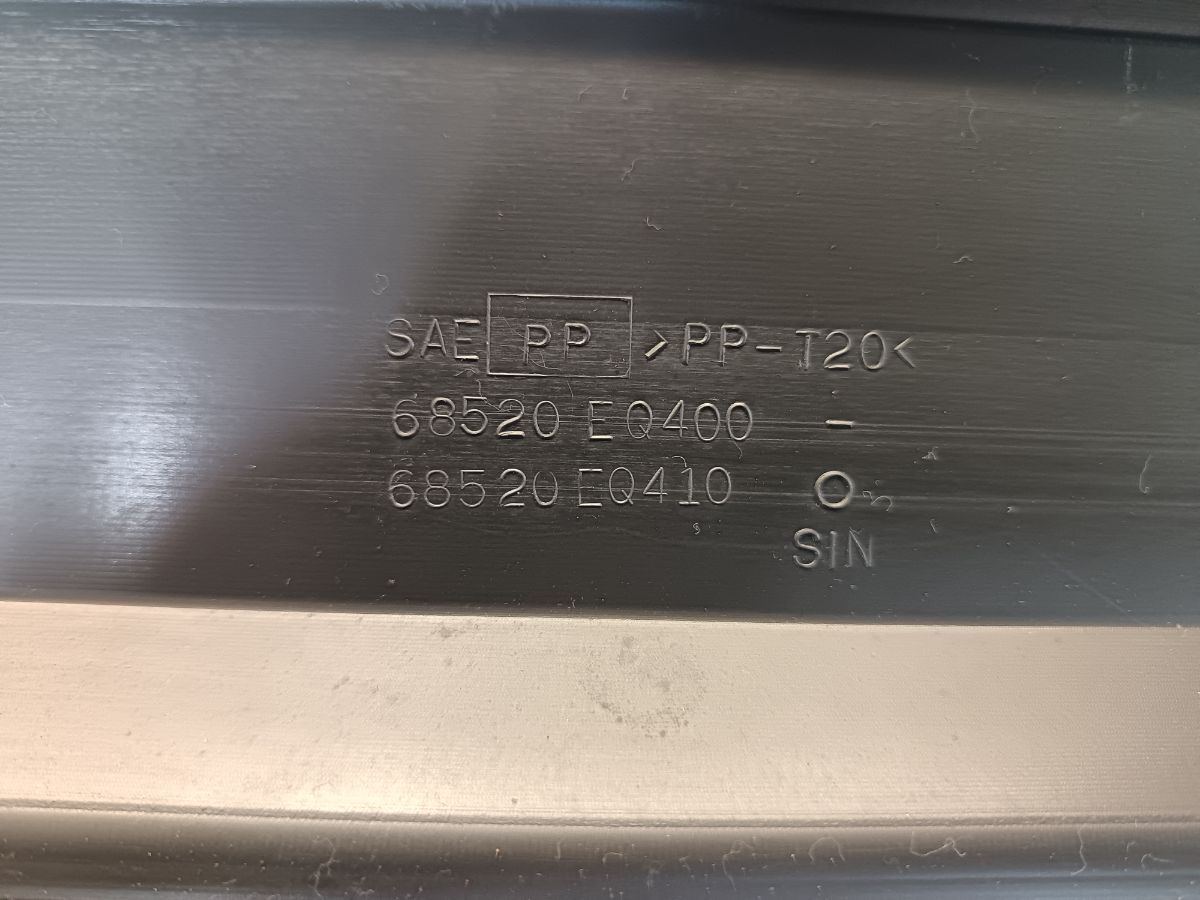 SAE PP >PP-T20<
68520 EQ400 -
68520 EQ410 O
SIN